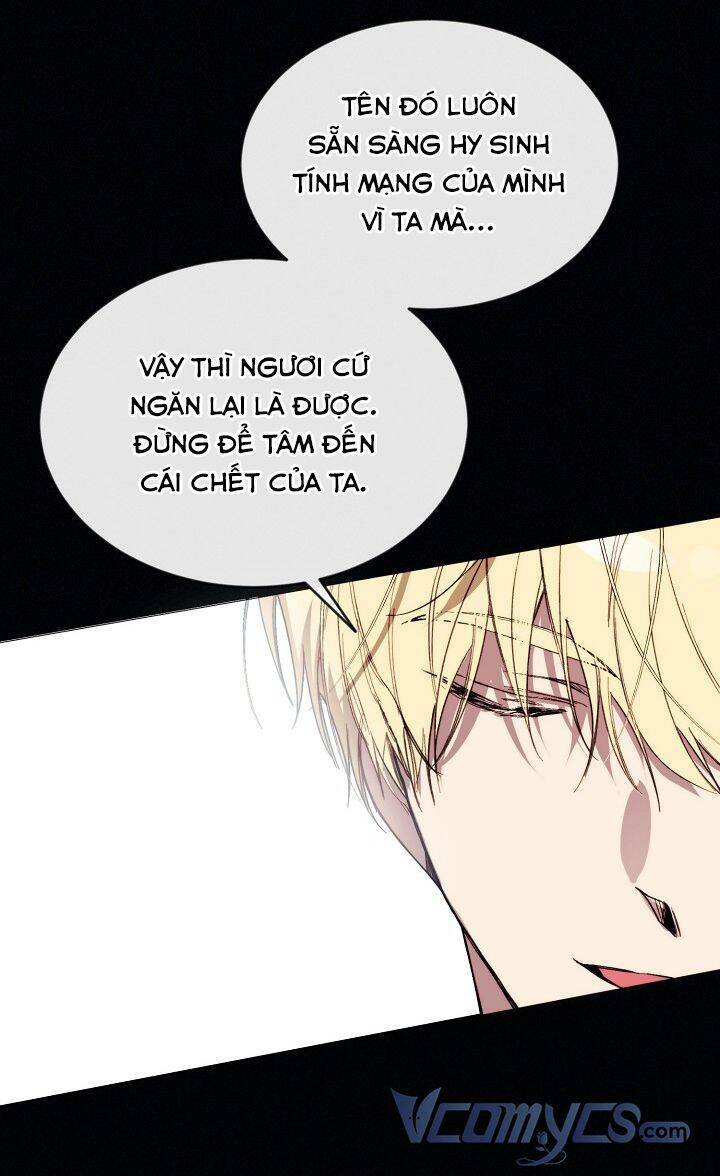 TÊN ĐÓ LUÔN
SẴN SÀNG HY SINH
TÍNH MẠNG CỦA MÌNH
VÌ TA MÀ...
VẬY THÌ NGƯƠI CỨ
NGĂN LẠI LÀ ĐƯỢC.
ĐỪNG ĐỂ TÂM ĐẾN
CÁI CHẾT CỦA TA.
VCOMYCS.com